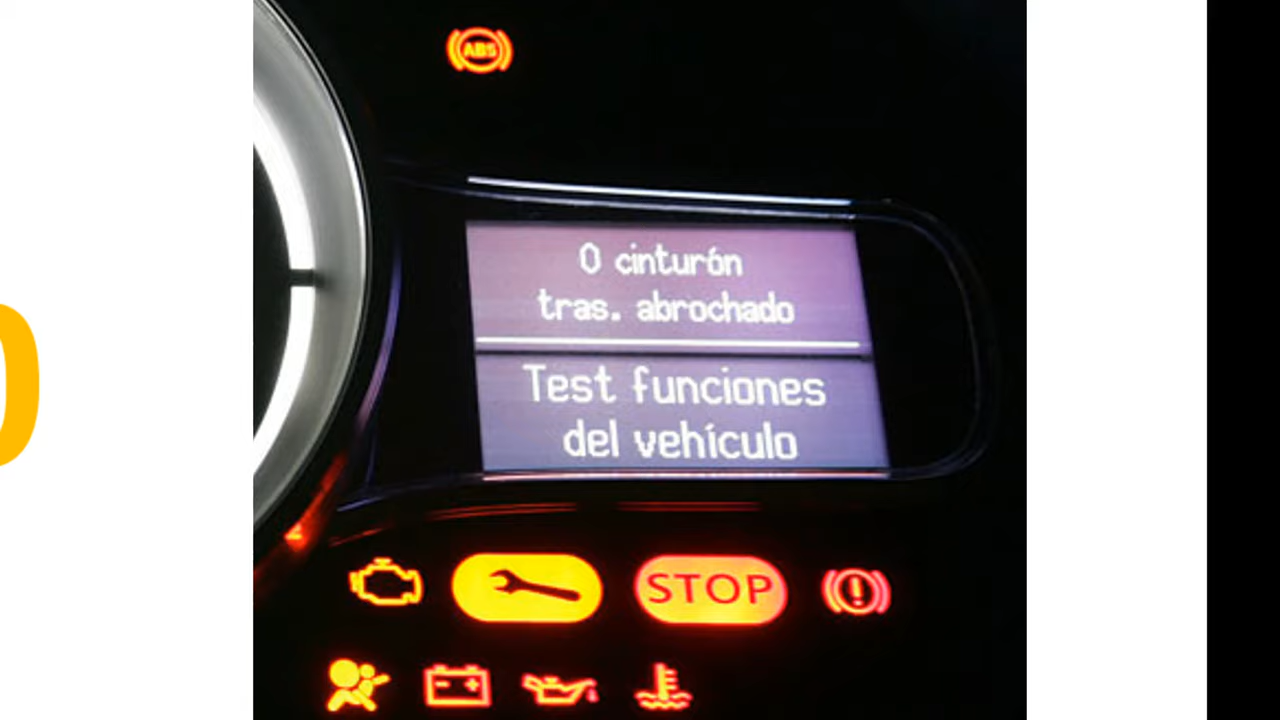 ABS
0 cinturón
tras. abrochado
Test funciones
del vehículo
STOP